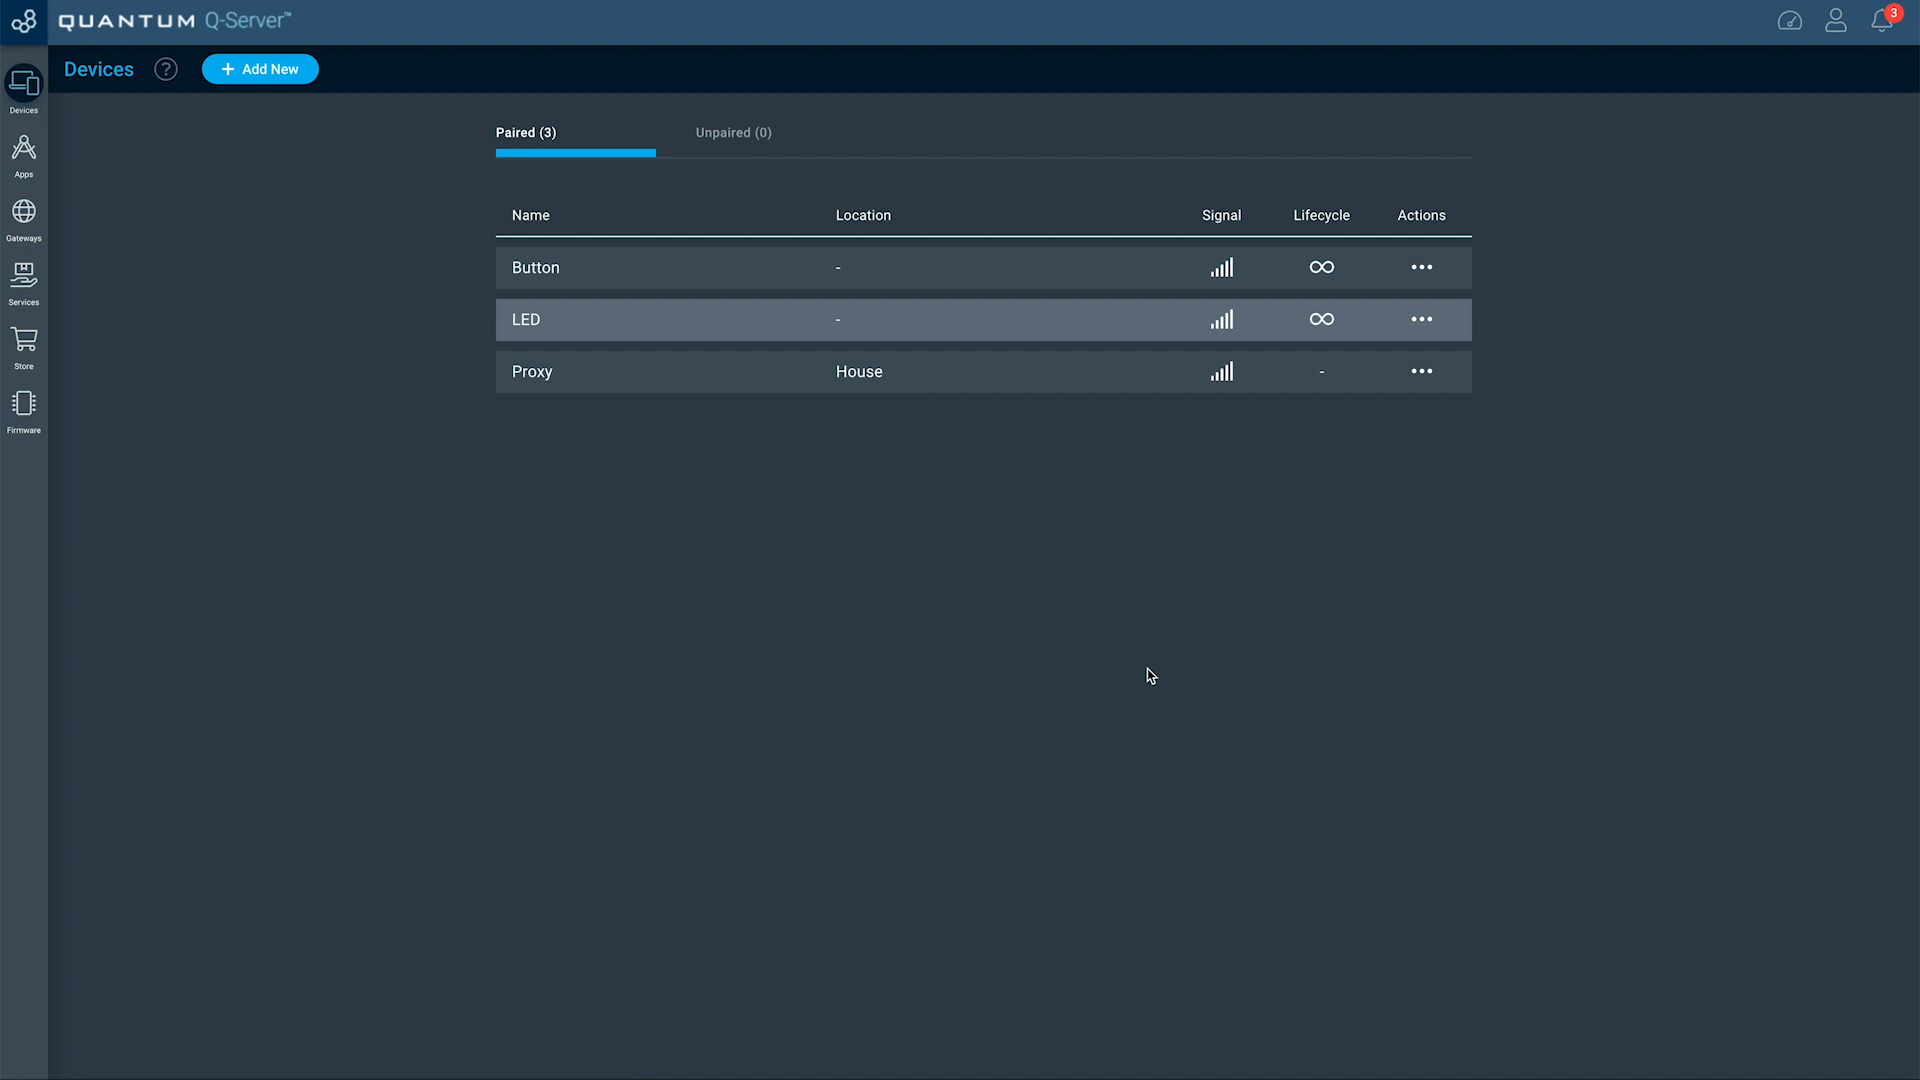 QUANTUM Q-Server™
3
Devices ? + Add New
Devices
Apps
Gateways
Services
Store
Firmware
Paired (3) Unpaired (0)
Name Location Signal Lifecycle Actions
Button -
LED -
Proxy House -